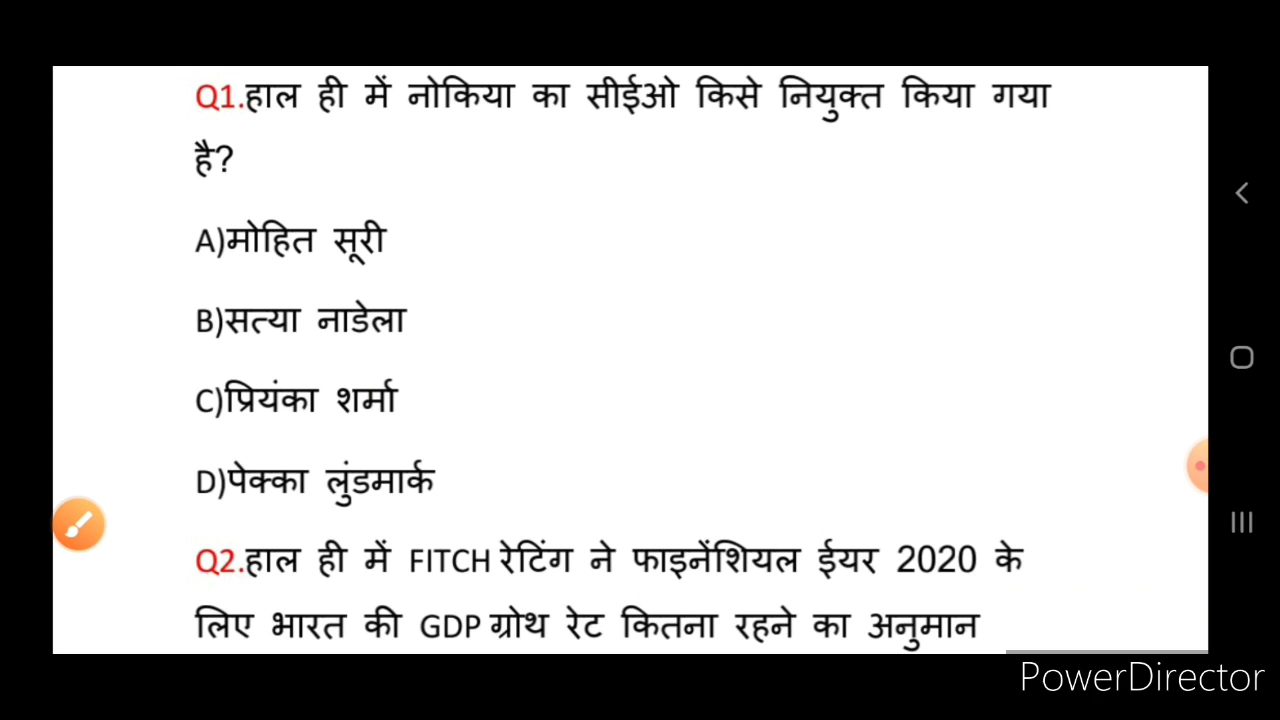 Q1.हाल ही में नोकिया का सीईओ किसे नियुक्त किया गया
है?
A)मोहित सूरी
B)सत्या नाडेला
C)प्रियंका शर्मा
D)पेक्का लुंडमार्क
Q2.हाल ही में FITCH रेटिंग ने फाइनेंशियल ईयर 2020 के
लिए भारत की GDP ग्रोथ रेट कितना रहने का अनुमान
PowerDirector